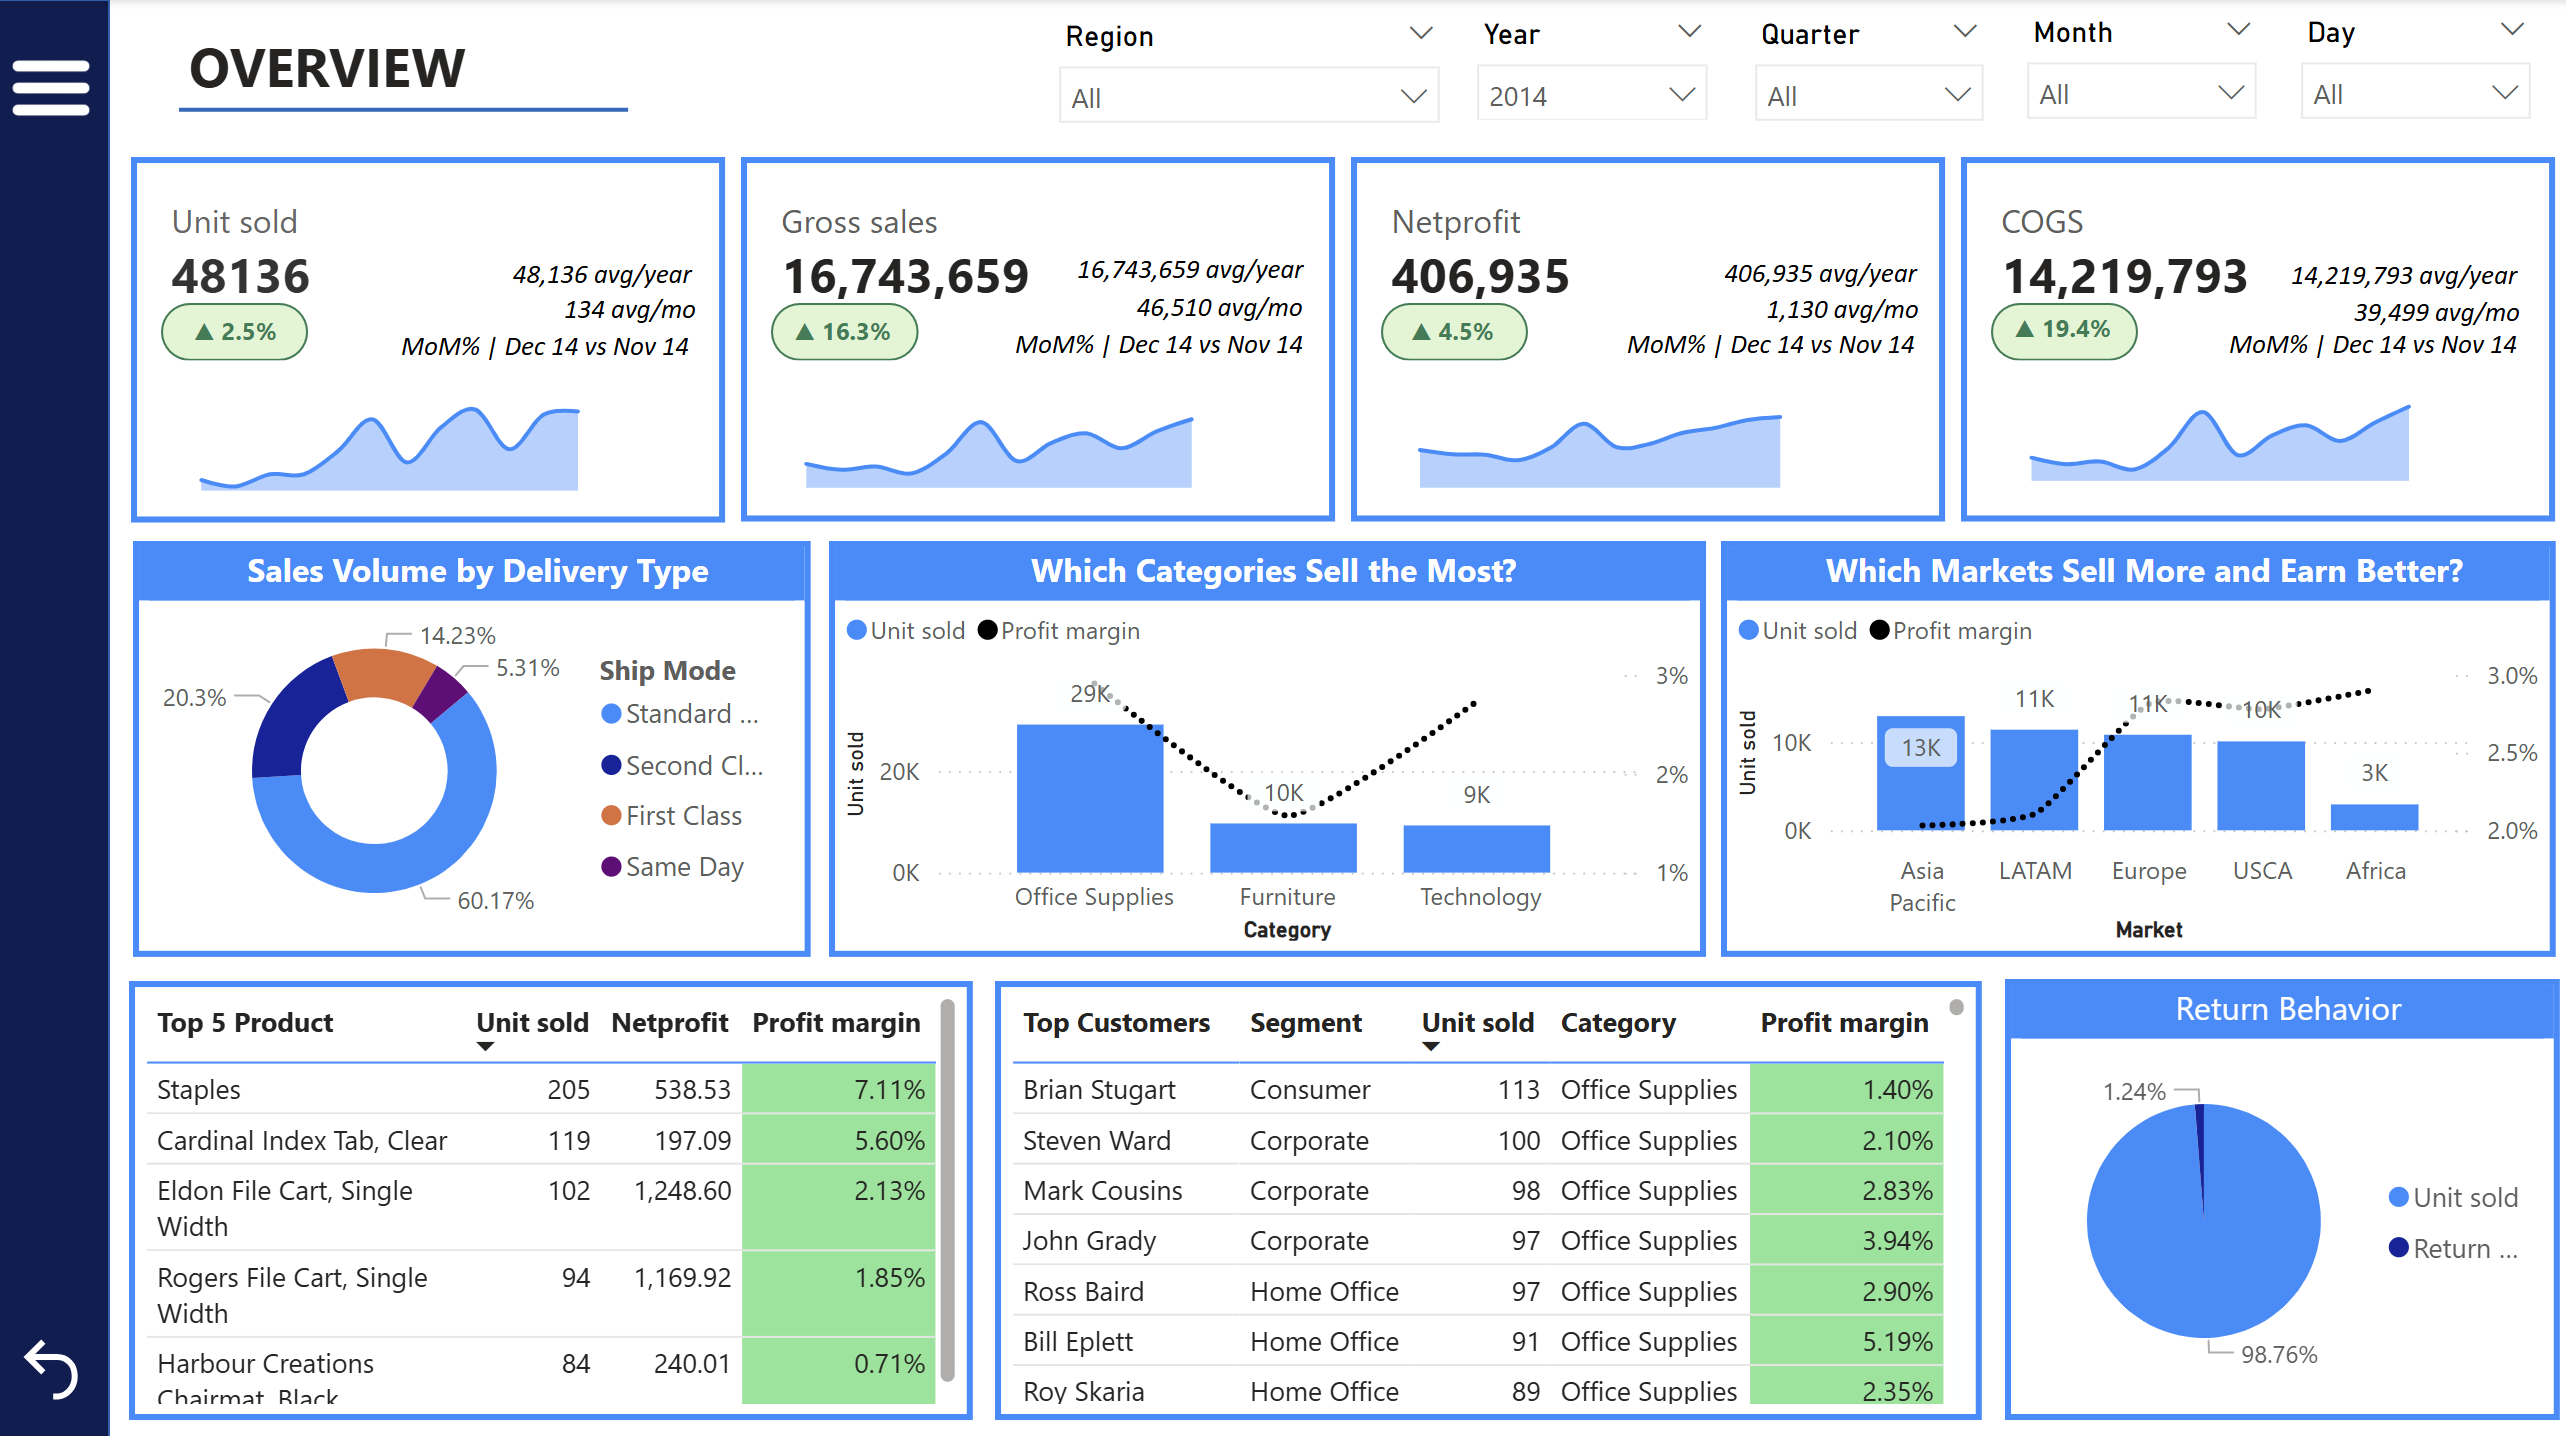 OVERVIEW
Region
Year
Quarter
Month
Day
All
2014
All
All
All
Unit sold
48136
▲ 2.5%
48,136 avg/year
134 avg/mo
MoM% | Dec 14 vs Nov 14
Gross sales
16,743,659
▲ 16.3%
16,743,659 avg/year
46,510 avg/mo
MoM% | Dec 14 vs Nov 14
Netprofit
406,935
▲ 4.5%
406,935 avg/year
1,130 avg/mo
MoM% | Dec 14 vs Nov 14
COGS
14,219,793
▲ 19.4%
14,219,793 avg/year
39,499 avg/mo
MoM% | Dec 14 vs Nov 14
Sales Volume by Delivery Type
14.23%
5.31%
20.3%
60.17%
Ship Mode
Standard ...
Second Cl...
First Class
Same Day
Which Categories Sell the Most?
Unit sold Profit margin
Unit sold
20K
0K
29K
10K
9K
3%
2%
1%
Office Supplies Furniture Technology
Category
Which Markets Sell More and Earn Better?
Unit sold Profit margin
Unit sold
10K
0K
13K
11K
11K
10K
3K
3.0%
2.5%
2.0%
Asia
Pacific
LATAM
Europe
USCA
Africa
Market
Top 5 Product Unit sold Netprofit Profit margin
Staples 205 538.53 7.11%
Cardinal Index Tab, Clear 119 197.09 5.60%
Eldon File Cart, Single 102 1,248.60 2.13%
Width
Rogers File Cart, Single 94 1,169.92 1.85%
Width
Harbour Creations 84 240.01 0.71%
Chairmat, Black
Top Customers Segment Unit sold Category Profit margin
Brian Stugart Consumer 113 Office Supplies 1.40%
Steven Ward Corporate 100 Office Supplies 2.10%
Mark Cousins Corporate 98 Office Supplies 2.83%
John Grady Corporate 97 Office Supplies 3.94%
Ross Baird Home Office 97 Office Supplies 2.90%
Bill Eplett Home Office 91 Office Supplies 5.19%
Roy Skaria Home Office 89 Office Supplies 2.35%
Return Behavior
1.24%
98.76%
Unit sold
Return ...